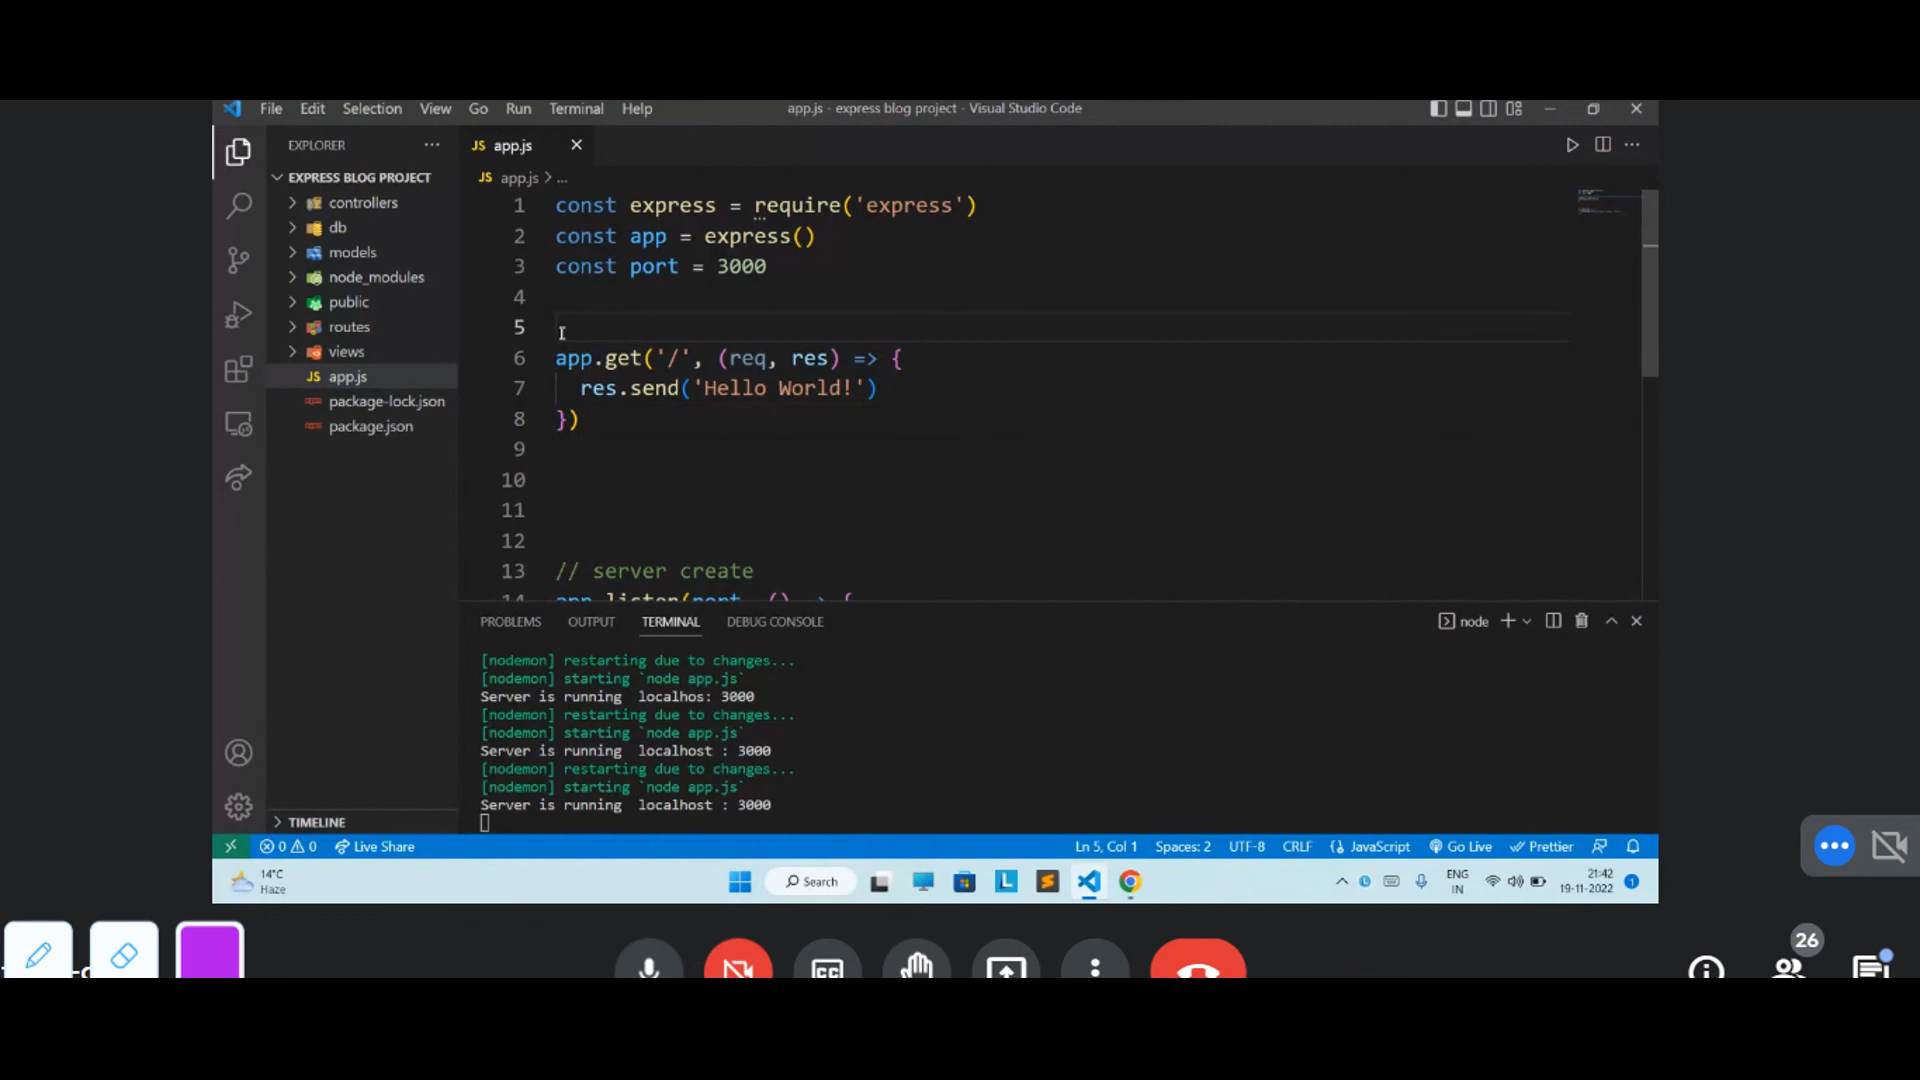 File Edit Selection View Go Run Terminal Help
app.js - express blog project - Visual Studio Code
EXPLORER
EXPRESS BLOG PROJECT
controllers
db
models
node_modules
public
routes
views
JS app.js
package-lock.json
package.json
TIMELINE
JS app.js
JS app.js > ...
1 const express = require('express')
2 const app = express()
3 const port = 3000
4
5
6 app.get('/', (req, res) => {
7 res.send('Hello World!')
8 })
9
10
11
12
13 // server create
14 app.listen(port, () => {
PROBLEMS OUTPUT TERMINAL DEBUG CONSOLE
node
[nodemon] restarting due to changes...
[nodemon] starting `node app.js`
Server is running localhos: 3000
[nodemon] restarting due to changes...
[nodemon] starting `node app.js`
Server is running localhost : 3000
[nodemon] restarting due to changes...
[nodemon] starting `node app.js`
Server is running localhost : 3000
0 0 Live Share
Ln 5, Col 1 Spaces: 2 UTF-8 CRLF JavaScript Go Live Prettier
14°C
Haze
Search
L
S
ENG
IN
21:42
19-11-2022
1
CC
26